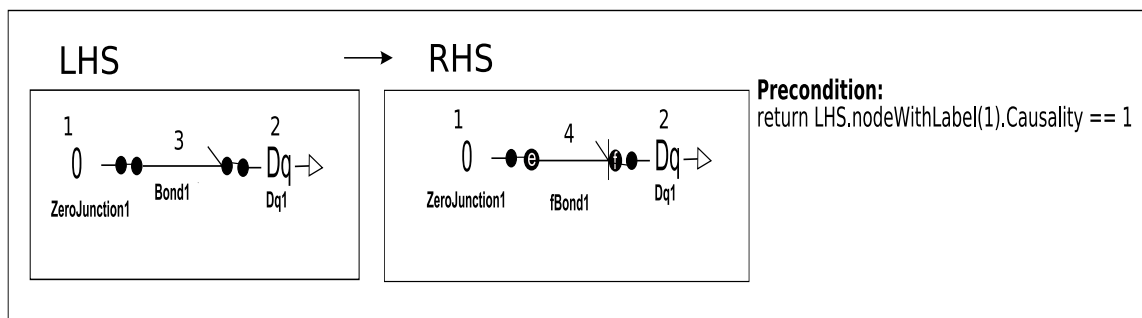 LHS
RHS
Precondition:
return LHS.nodeWithLabel(1).Causality == 1
1
3
2
0
Dq
Bond1
ZeroJunction1
Dq1
1
4
2
0
e
f
Dq
ZeroJunction1
fBond1
Dq1